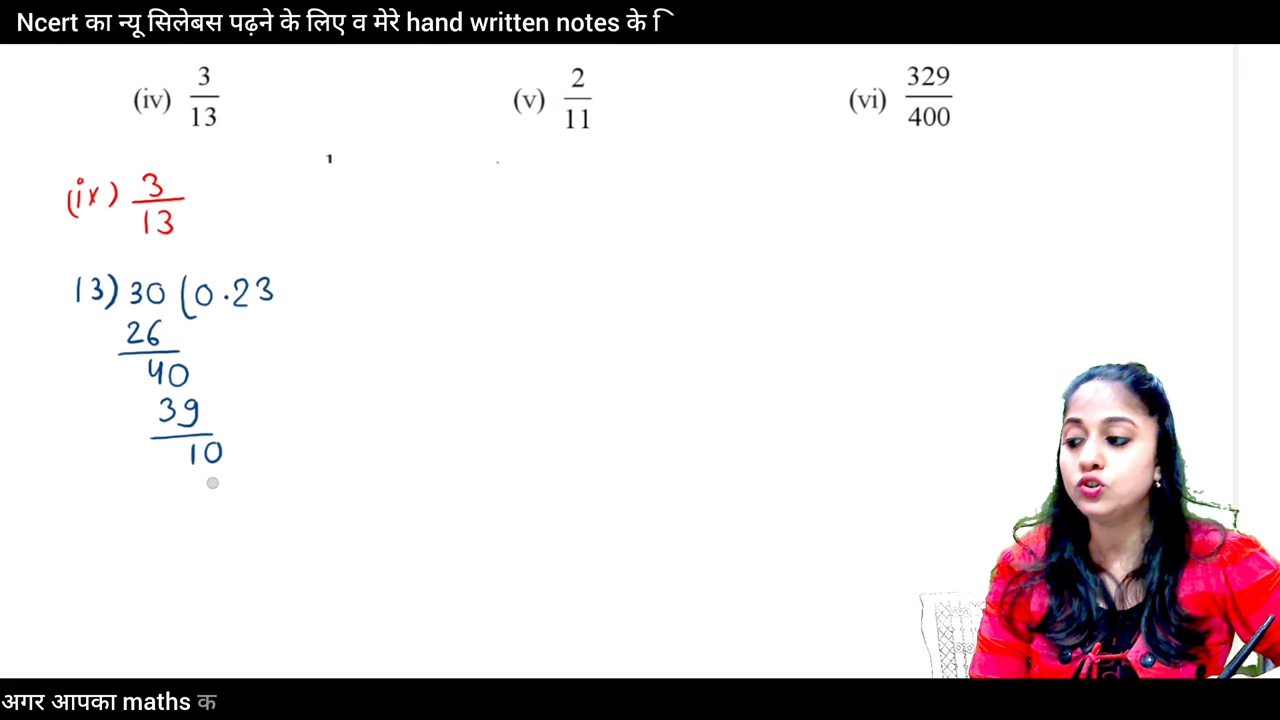 Ncert का न्यू सिलेबस पढ़ने के लिए व मेरे hand written notes के ि
(iv) 3/13 (v) 2/11 (vi) 329/400
(iv) 3/13
13) 30 (0.23
26
40
39
10
अगर आपका maths क